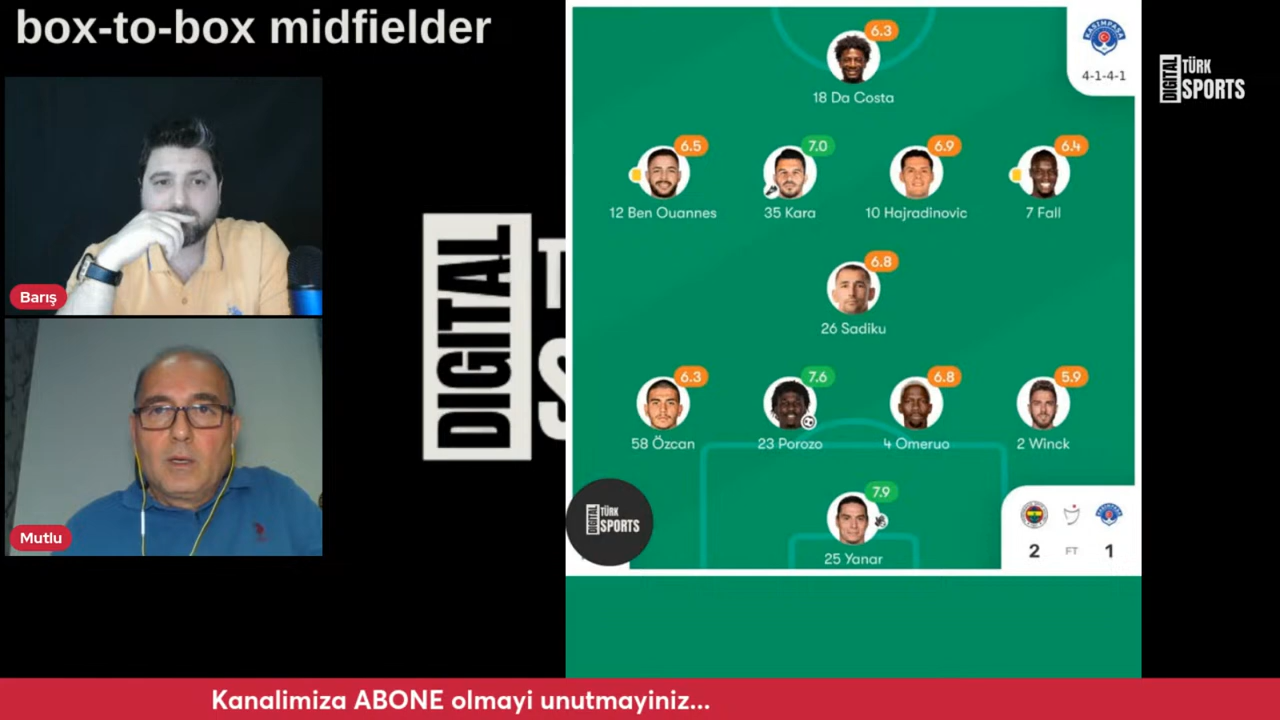 box-to-box midfielder
Barış
Mutlu
DIGITAL
T
S
KASIMPAŞA
4-1-4-1
6.3
18 Da Costa
6.5
7.0
6.9
6.4
12 Ben Ouannes
35 Kara
10 Hajradinovic
7 Fall
6.8
26 Sadiku
6.3
7.6
6.8
5.9
58 Özcan
23 Porozo
4 Omeruo
2 Winck
7.9
25 Yanar
2
FT
1
DIGITAL
TÜRK
SPORTS
DIGITAL
TÜRK
SPORTS
Kanalimiza ABONE olmayi unutmayiniz...